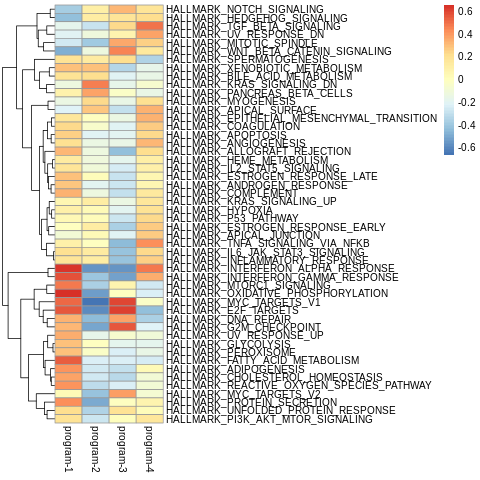 HALLMARK_NOTCH_SIGNALING
HALLMARK_HEDGEHOG_SIGNALING
HALLMARK_TGF_BETA_SIGNALING
HALLMARK_UV_RESPONSE_DN
HALLMARK_MITOTIC_SPINDLE
HALLMARK_WNT_BETA_CATENIN_SIGNALING
HALLMARK_SPERMATOGENESIS
HALLMARK_XENOBIOTIC_METABOLISM
HALLMARK_BILE_ACID_METABOLISM
HALLMARK_KRAS_SIGNALING_DN
HALLMARK_PANCREAS_BETA_CELLS
HALLMARK_MYOGENESIS
HALLMARK_APICAL_SURFACE
HALLMARK_EPITHELIAL_MESENCHYMAL_TRANSITION
HALLMARK_COAGULATION
HALLMARK_APOPTOSIS
HALLMARK_ANGIOGENESIS
HALLMARK_ALLOGRAFT_REJECTION
HALLMARK_HEME_METABOLISM
HALLMARK_IL2_STAT5_SIGNALING
HALLMARK_ESTROGEN_RESPONSE_LATE
HALLMARK_ANDROGEN_RESPONSE
HALLMARK_COMPLEMENT
HALLMARK_KRAS_SIGNALING_UP
HALLMARK_HYPOXIA
HALLMARK_P53_PATHWAY
HALLMARK_ESTROGEN_RESPONSE_EARLY
HALLMARK_APICAL_JUNCTION
HALLMARK_TNFA_SIGNALING_VIA_NFKB
HALLMARK_IL6_JAK_STAT3_SIGNALING
HALLMARK_INFLAMMATORY_RESPONSE
HALLMARK_INTERFERON_ALPHA_RESPONSE
HALLMARK_INTERFERON_GAMMA_RESPONSE
HALLMARK_MTORC1_SIGNALING
HALLMARK_OXIDATIVE_PHOSPHORYLATION
HALLMARK_MYC_TARGETS_V1
HALLMARK_E2F_TARGETS
HALLMARK_DNA_REPAIR
HALLMARK_G2M_CHECKPOINT
HALLMARK_UV_RESPONSE_UP
HALLMARK_GLYCOLYSIS
HALLMARK_PEROXISOME
HALLMARK_FATTY_ACID_METABOLISM
HALLMARK_ADIPOGENESIS
HALLMARK_CHOLESTEROL_HOMEOSTASIS
HALLMARK_REACTIVE_OXYGEN_SPECIES_PATHWAY
HALLMARK_MYC_TARGETS_V2
HALLMARK_PROTEIN_SECRETION
HALLMARK_UNFOLDED_PROTEIN_RESPONSE
HALLMARK_PI3K_AKT_MTOR_SIGNALING
program-1
program-2
program-3
program-4
0.6
0.4
0.2
0
-0.2
-0.4
-0.6